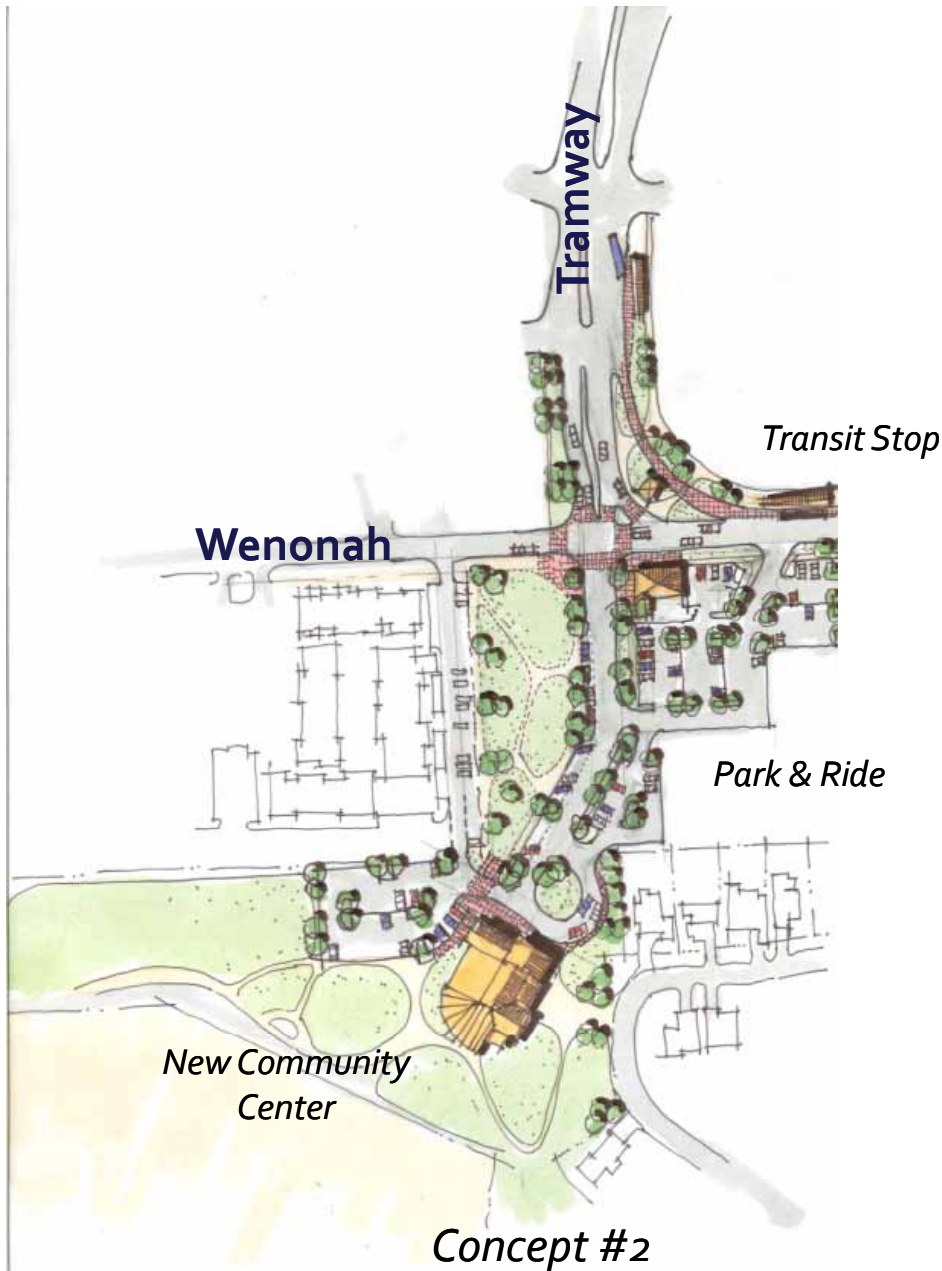 Tramway
Transit Stop
Wenonah
Park & Ride
New Community
Center
Concept #2